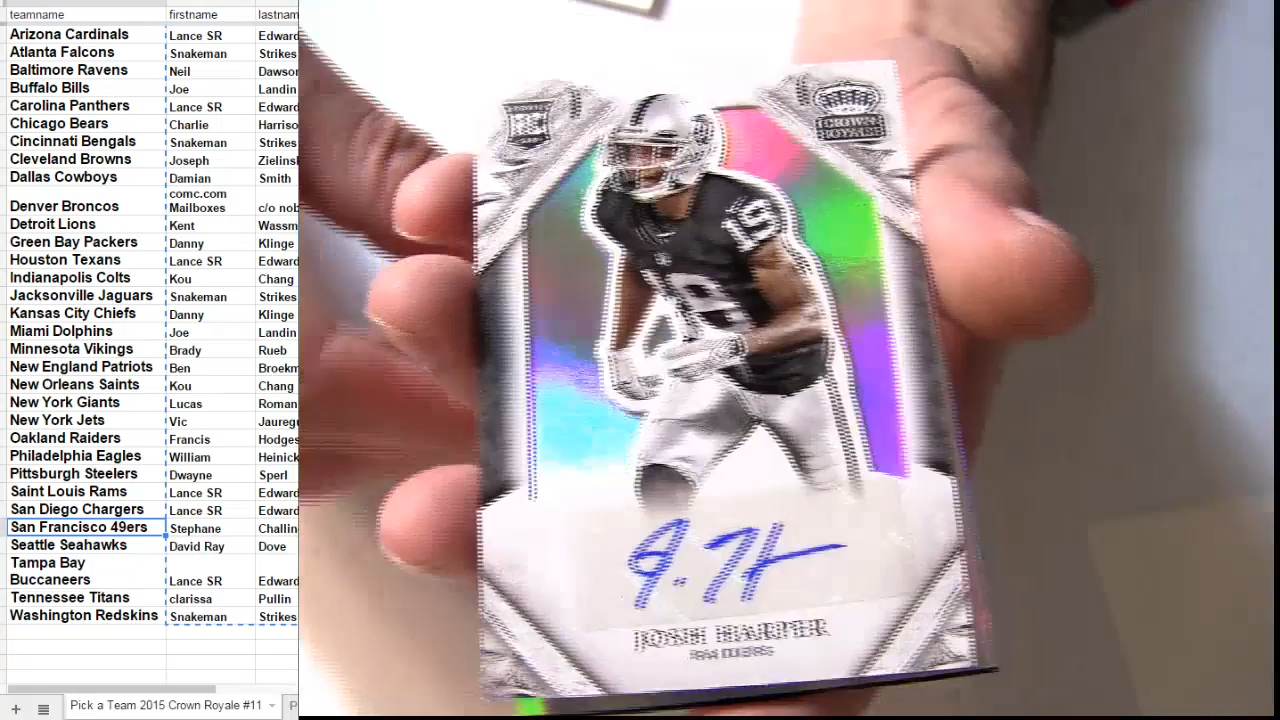 teamname firstname lastnam
Arizona Cardinals Lance SR Edward
Atlanta Falcons Snakeman Strikes
Baltimore Ravens Neil Dawson
Buffalo Bills Joe Landin
Carolina Panthers Lance SR Edward
Chicago Bears Charlie Harriso
Cincinnati Bengals Snakeman Strikes
Cleveland Browns Joseph Zielinsk
Dallas Cowboys Damian Smith
comc.com
Denver Broncos Mailboxes c/o nob
Detroit Lions Kent Wassm
Green Bay Packers Danny Klinge
Houston Texans Lance SR Edward
Indianapolis Colts Kou Chang
Jacksonville Jaguars Snakeman Strikes
Kansas City Chiefs Danny Klinge
Miami Dolphins Joe Landin
Minnesota Vikings Brady Rueb
New England Patriots Ben Broekm
New Orleans Saints Kou Chang
New York Giants Lucas Roman
New York Jets Vic Jauregu
Oakland Raiders Francis Hodges
Philadelphia Eagles William Heinick
Pittsburgh Steelers Dwayne Sperl
Saint Louis Rams Lance SR Edward
San Diego Chargers Lance SR Edward
San Francisco 49ers Stephane Challin
Seattle Seahawks David Ray Dove
Tampa Bay
Buccaneers Lance SR Edward
Tennessee Titans clarissa Pullin
Washington Redskins Snakeman Strikes
Pick a Team 2015 Crown Royale #11 P
CROWN
ROYALE
19
J. H
JOSH HARPER
RAIDERS